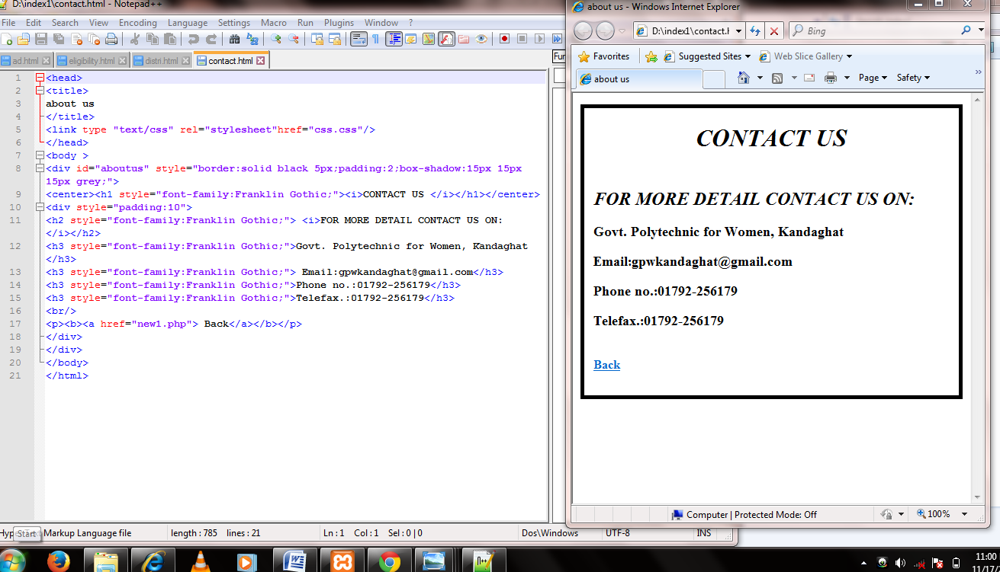 D:\index1\contact.html - Notepad++
File Edit Search View Encoding Language Settings Macro Run Plugins Window ?
ad.html eligibility.html distri.html contact.html
1 <head>
2 <title>
3 about us
4 </title>
5 <link type "text/css" rel="stylesheet"href="css.css"/>
6 </head>
7 <body >
8 <div id="aboutus" style="border:solid black 5px;padding:2;box-shadow:15px 15px
15px grey;">
9 <center><h1 style="font-family:Franklin Gothic;"><i>CONTACT US </i></h1></center>
10 <div style="padding:10">
11 <h2 style="font-family:Franklin Gothic;"> <i>FOR MORE DETAIL CONTACT US ON:
</i></h2>
12 <h3 style="font-family:Franklin Gothic;">Govt. Polytechnic for Women, Kandaghat
</h3>
13 <h3 style="font-family:Franklin Gothic;"> Email:gpwkandaghat@gmail.com</h3>
14 <h3 style="font-family:Franklin Gothic;">Phone no.:01792-256179</h3>
15 <h3 style="font-family:Franklin Gothic;">Telefax.:01792-256179</h3>
16 <br/>
17 <p><b><a href="new1.php"> Back</a></b></p>
18 </div>
19 </div>
20 </body>
21 </html>
Start Markup Language file length : 785 lines : 21 Ln : 1 Col : 1 Sel : 0 | 0 Dos\Windows UTF-8 INS
about us - Windows Internet Explorer
D:\index1\contact.h Bing
Favorites Suggested Sites Web Slice Gallery
about us Page Safety
CONTACT US
FOR MORE DETAIL CONTACT US ON:
Govt. Polytechnic for Women, Kandaghat
Email:gpwkandaghat@gmail.com
Phone no.:01792-256179
Telefax.:01792-256179
Back
Computer | Protected Mode: Off 100%
11:00